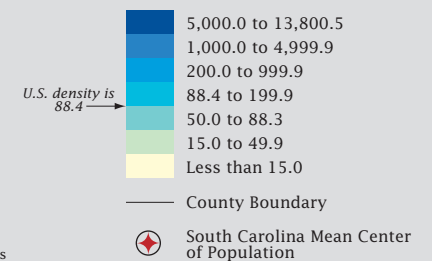 5,000.0 to 13,800.5
1,000.0 to 4,999.9
200.0 to 999.9
88.4 to 199.9
U.S. density is
88.4
50.0 to 88.3
15.0 to 49.9
Less than 15.0
County Boundary
South Carolina Mean Center
of Population
s